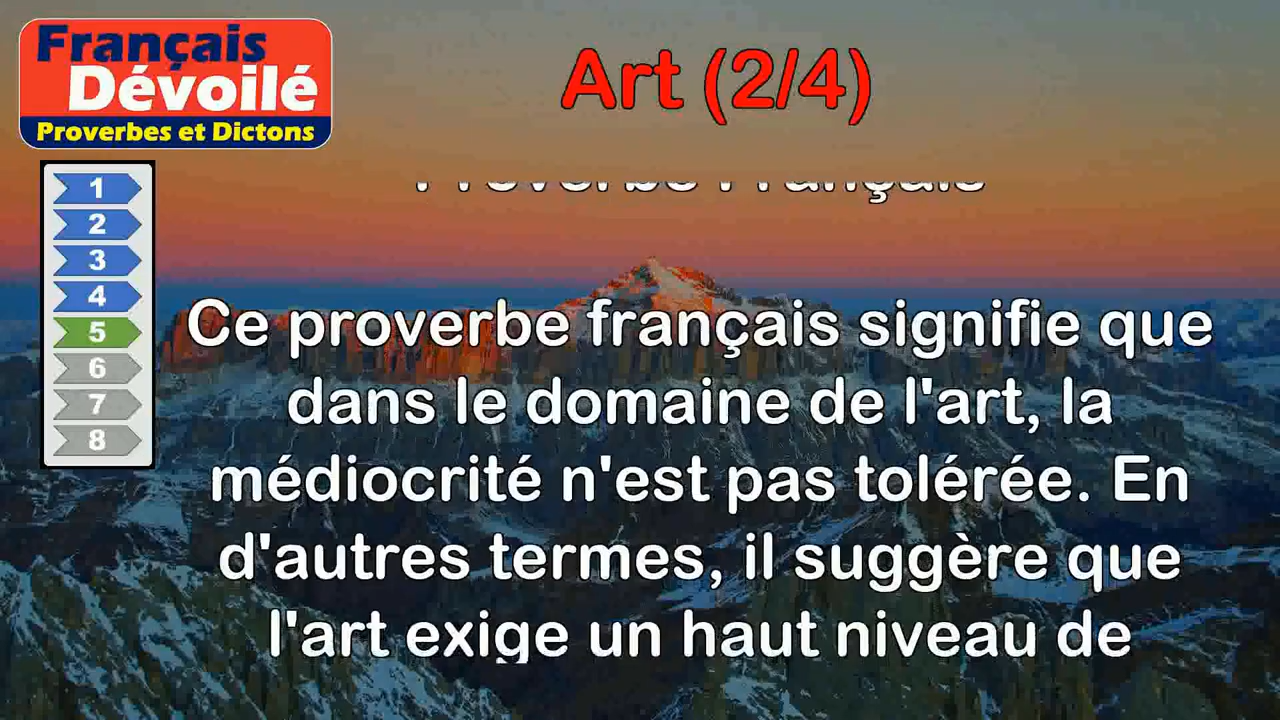 Français
Dévoilé
Proverbes et Dictons
Art (2/4)
1
2
3
4
5
6
7
8
Proverbe Français
Ce proverbe français signifie que
dans le domaine de l'art, la
médiocrité n'est pas tolérée. En
d'autres termes, il suggère que
l'art exige un haut niveau de